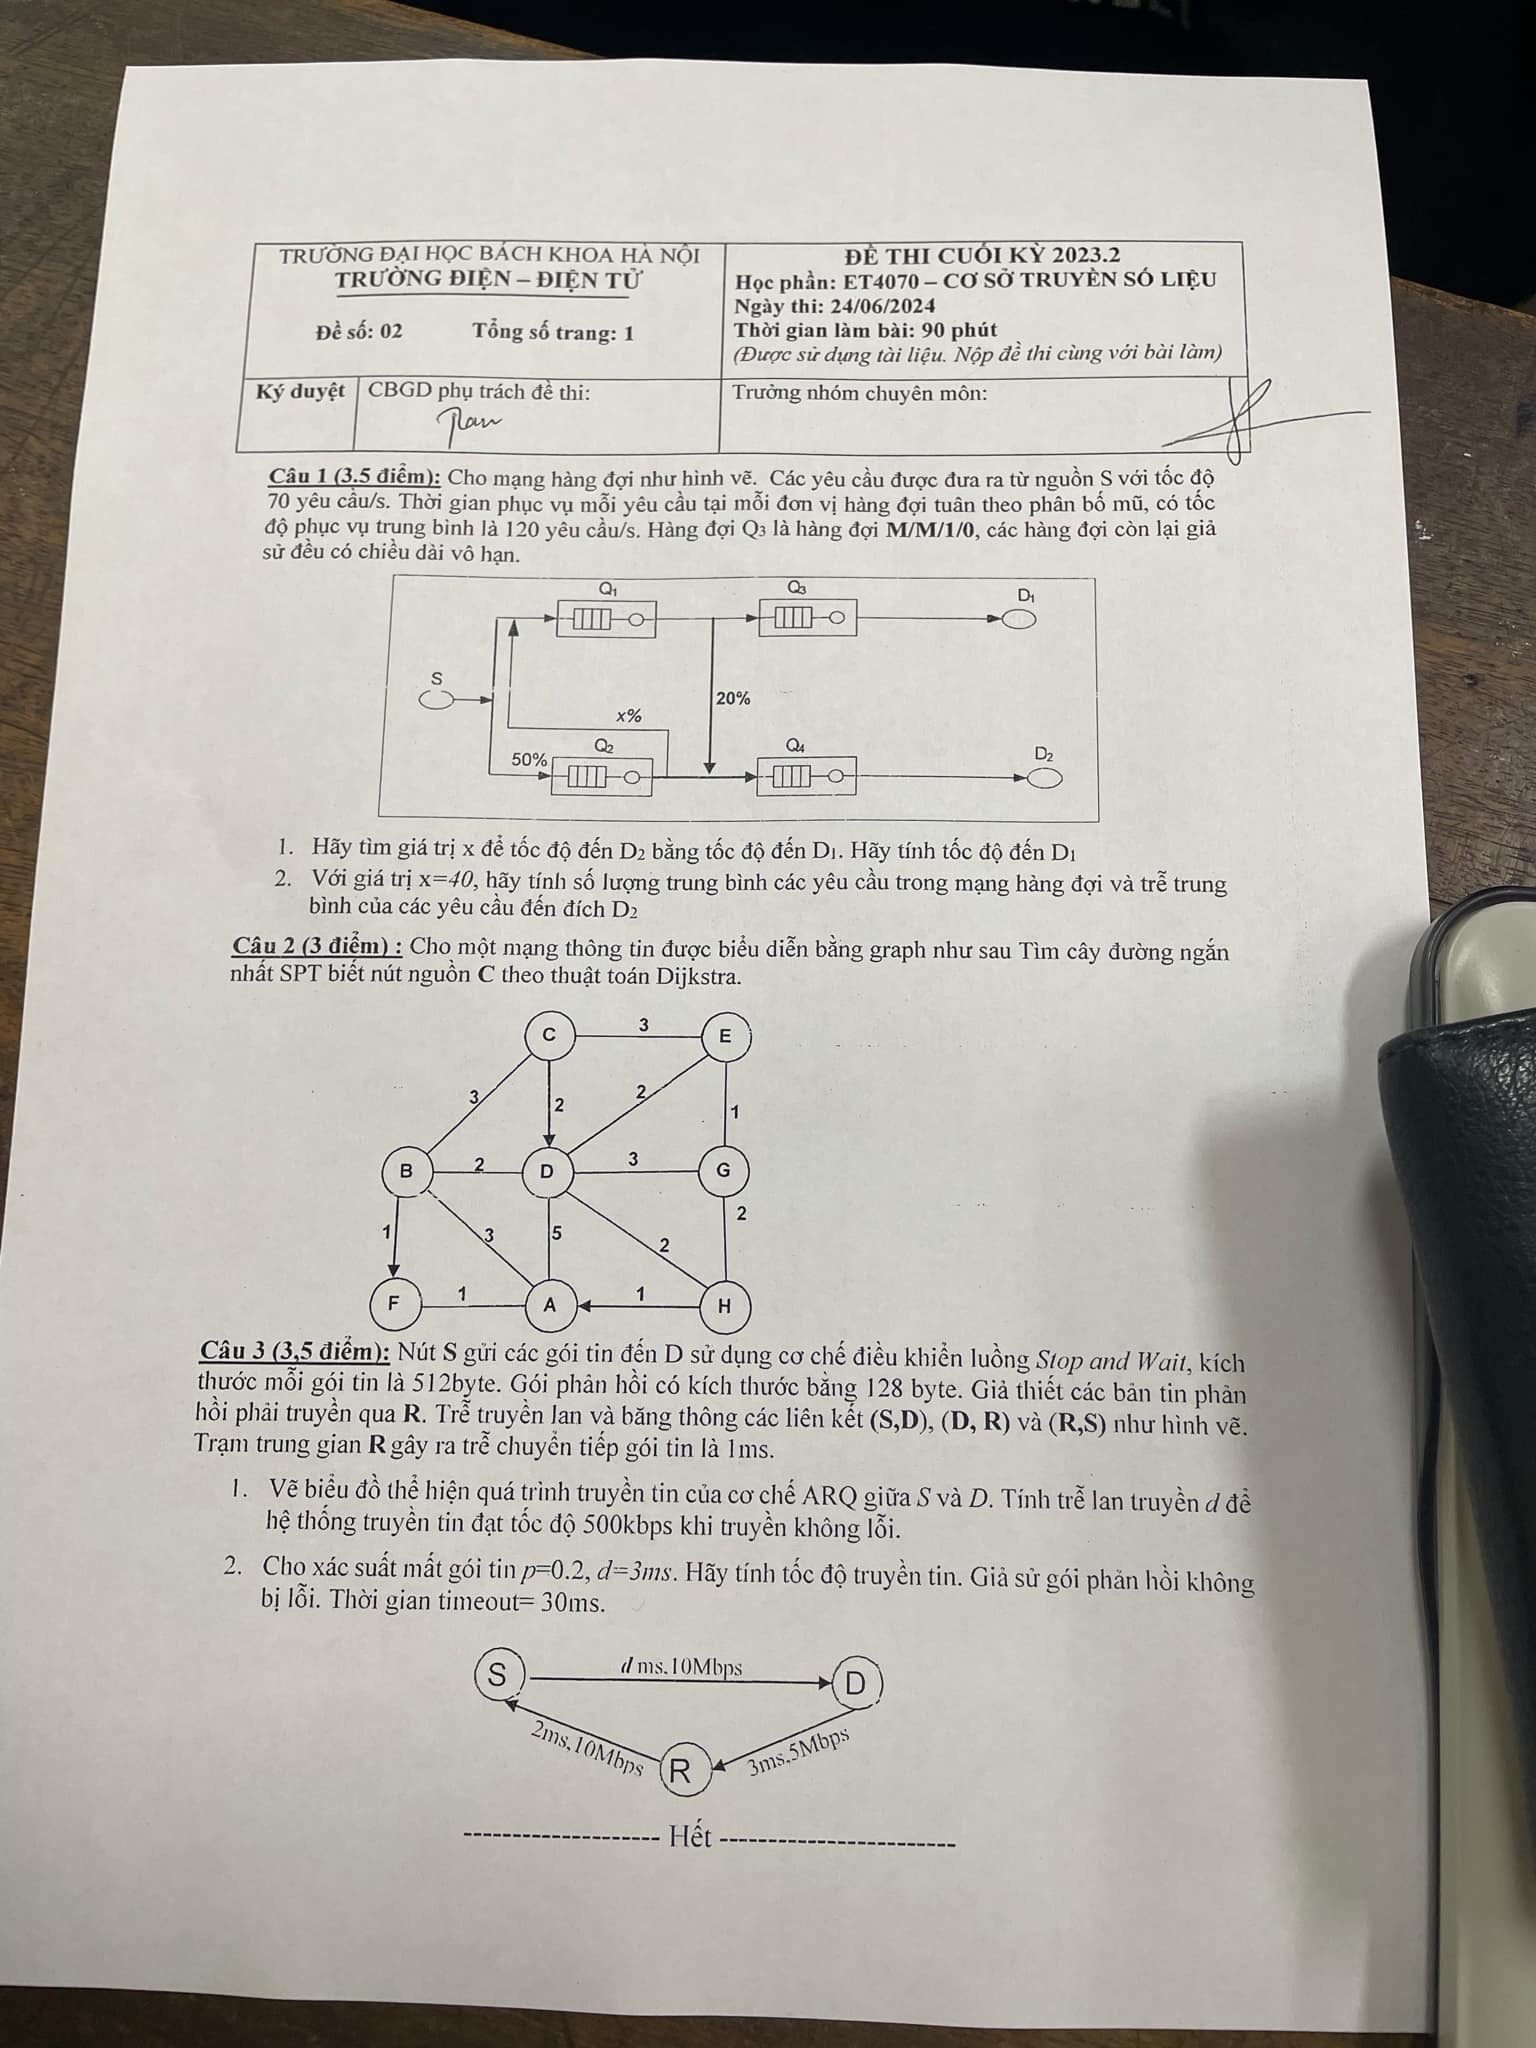 TRƯỜNG ĐẠI HỌC BÁCH KHOA HÀ NỘI
TRƯỜNG ĐIỆN – ĐIỆN TỬ
Đề số: 02 Tổng số trang: 1
ĐỀ THI CUỐI KỲ 2023.2
Học phần: ET4070 – CƠ SỞ TRUYỀN SỐ LIỆU
Ngày thi: 24/06/2024
Thời gian làm bài: 90 phút
(Được sử dụng tài liệu. Nộp đề thi cùng với bài làm)
Ký duyệt
CBGD phụ trách đề thi:
Trưởng nhóm chuyên môn:
Câu 1 (3.5 điểm): Cho mạng hàng đợi như hình vẽ. Các yêu cầu được đưa ra từ nguồn S với tốc độ
70 yêu cầu/s. Thời gian phục vụ mỗi yêu cầu tại mỗi đơn vị hàng đợi tuân theo phân bố mũ, có tốc
độ phục vụ trung bình là 120 yêu cầu/s. Hàng đợi Q3 là hàng đợi M/M/1/0, các hàng đợi còn lại giả
sử đều có chiều dài vô hạn.
Q1 Q3 D1
S
20%
x%
50% Q2 Q4 D2
1. Hãy tìm giá trị x để tốc độ đến D2 bằng tốc độ đến D1. Hãy tính tốc độ đến D1
2. Với giá trị x=40, hãy tính số lượng trung bình các yêu cầu trong mạng hàng đợi và trễ trung
bình của các yêu cầu đến đích D2
Câu 2 (3 điểm) : Cho một mạng thông tin được biểu diễn bằng graph như sau Tìm cây đường ngắn
nhất SPT biết nút nguồn C theo thuật toán Dijkstra.
C 3 E
3 2 2 1
B 2 D 3 G
1 3 5 2 2
F 1 A 1 H
Câu 3 (3,5 điểm): Nút S gửi các gói tin đến D sử dụng cơ chế điều khiển luồng Stop and Wait, kích
thước mỗi gói tin là 512byte. Gói phản hồi có kích thước bằng 128 byte. Giả thiết các bản tin phản
hồi phải truyền qua R. Trễ truyền lan và băng thông các liên kết (S,D), (D, R) và (R,S) như hình vẽ.
Trạm trung gian R gây ra trễ chuyển tiếp gói tin là 1ms.
1. Vẽ biểu đồ thể hiện quá trình truyền tin của cơ chế ARQ giữa S và D. Tính trễ lan truyền d để
hệ thống truyền tin đạt tốc độ 500kbps khi truyền không lỗi.
2. Cho xác suất mất gói tin p=0.2, d=3ms. Hãy tính tốc độ truyền tin. Giả sử gói phản hồi không
bị lỗi. Thời gian timeout= 30ms.
S d ms.10Mbps D
2ms,10Mbps R 3ms,5Mbps
-------------------- Hết ------------------------